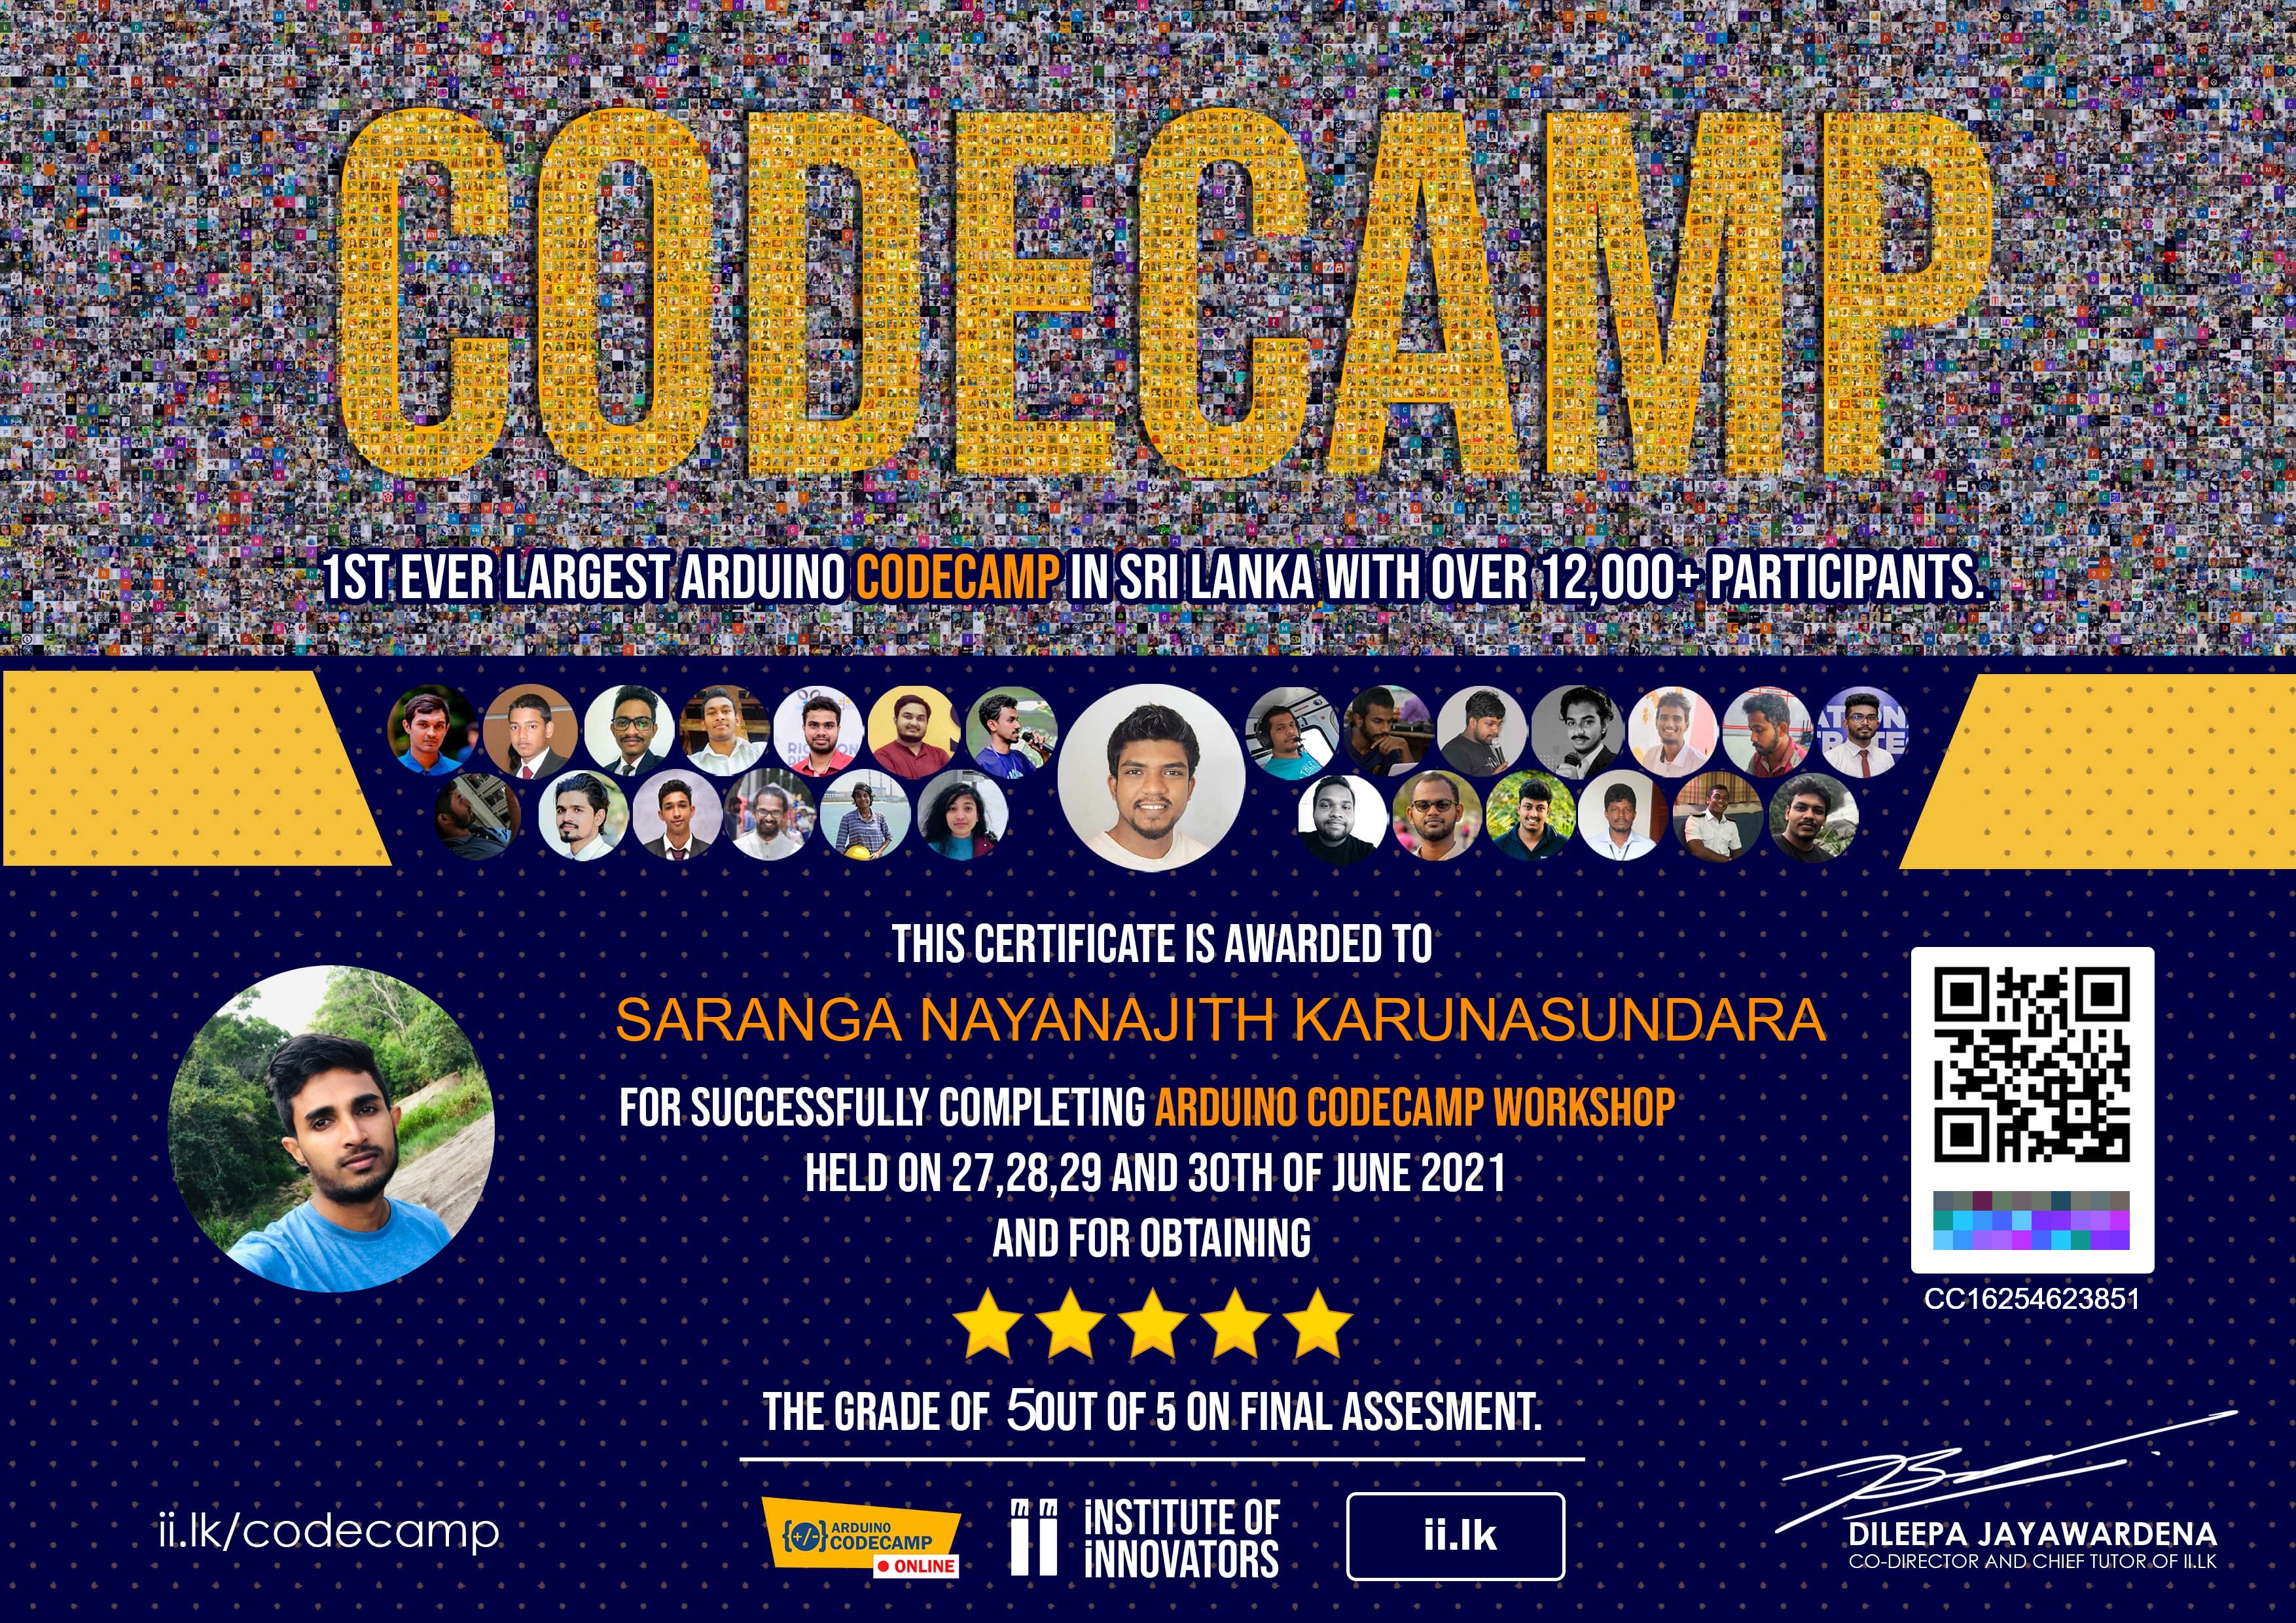 CODECAMP
1ST EVER LARGEST ARDUINO CODECAMP IN SRI LANKA WITH OVER 12,000+ PARTICIPANTS.
THIS CERTIFICATE IS AWARDED TO
SARANGA NAYANAJITH KARUNASUNDARA
FOR SUCCESSFULLY COMPLETING ARDUINO CODECAMP WORKSHOP
HELD ON 27,28,29 AND 30TH OF JUNE 2021
AND FOR OBTAINING
CC16254623851
THE GRADE OF 5OUT OF 5 ON FINAL ASSESMENT.
ii.lk/codecamp
{+/-} ARDUINO
CODECAMP
ONLINE
iNSTITUTE OF
iNNOVATORS
ii.lk
DILEEPA JAYAWARDENA
CO-DIRECTOR AND CHIEF TUTOR OF II.LK